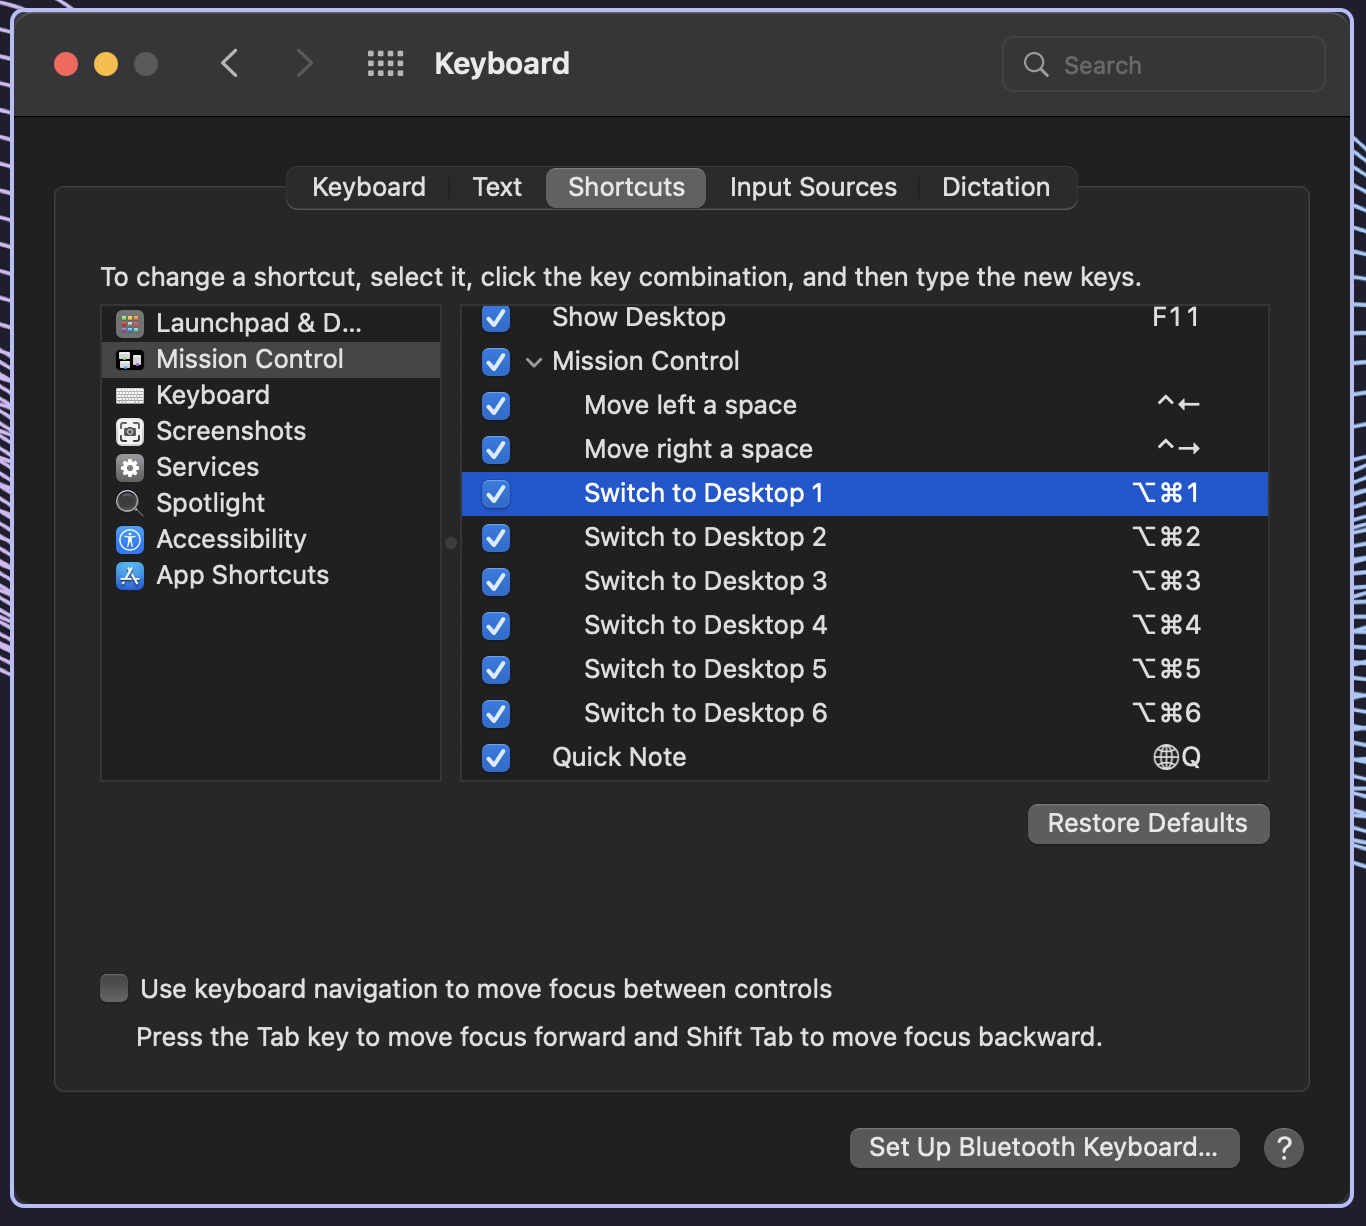 Keyboard
Search
Keyboard Text Shortcuts Input Sources Dictation
To change a shortcut, select it, click the key combination, and then type the new keys.
Launchpad & D...
Mission Control
Keyboard
Screenshots
Services
Spotlight
Accessibility
App Shortcuts
Show Desktop F11
Mission Control
Move left a space ^←
Move right a space ^→
Switch to Desktop 1 ⌥⌘1
Switch to Desktop 2 ⌥⌘2
Switch to Desktop 3 ⌥⌘3
Switch to Desktop 4 ⌥⌘4
Switch to Desktop 5 ⌥⌘5
Switch to Desktop 6 ⌥⌘6
Quick Note 🌐Q
Restore Defaults
Use keyboard navigation to move focus between controls
Press the Tab key to move focus forward and Shift Tab to move focus backward.
Set Up Bluetooth Keyboard... ?